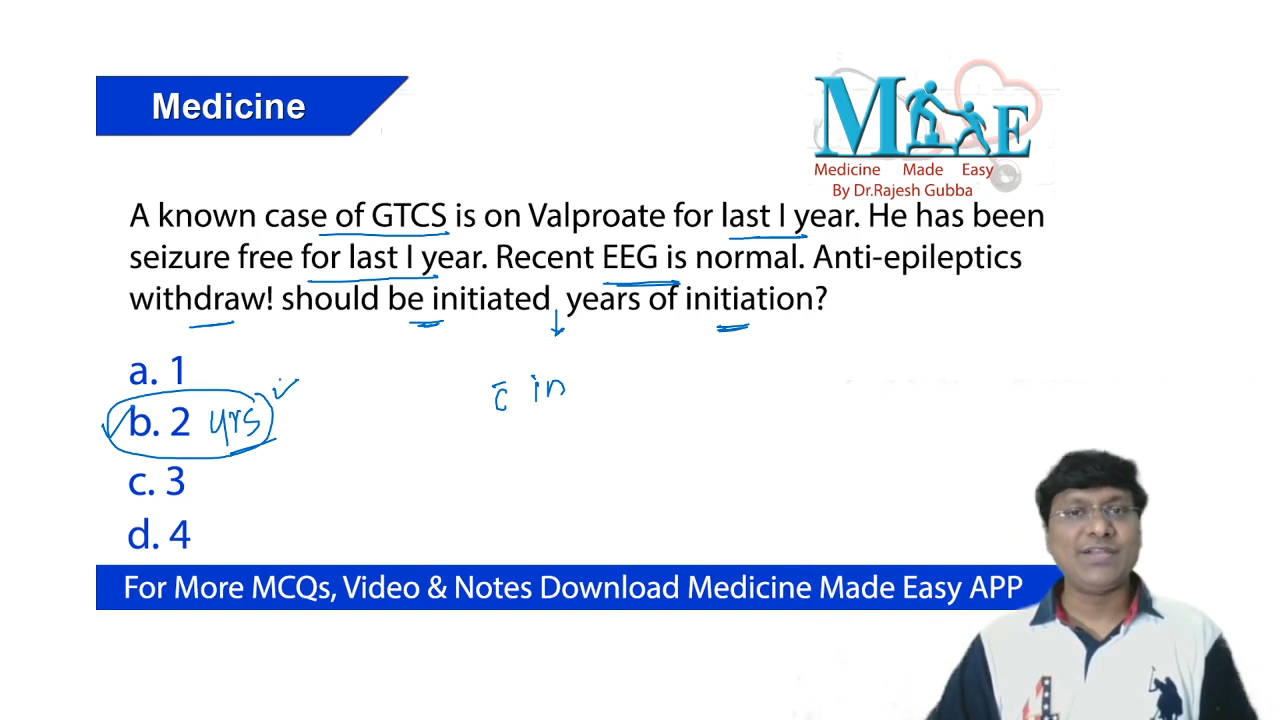 Medicine
M E
Medicine Made Easy
By Dr.Rajesh Gubba
A known case of GTCS is on Valproate for last I year. He has been
seizure free for last I year. Recent EEG is normal. Anti-epileptics
withdraw! should be initiated years of initiation?
a. 1
b. 2 yrs
c. 3
d. 4
c̄ in
For More MCQs, Video & Notes Download Medicine Made Easy APP